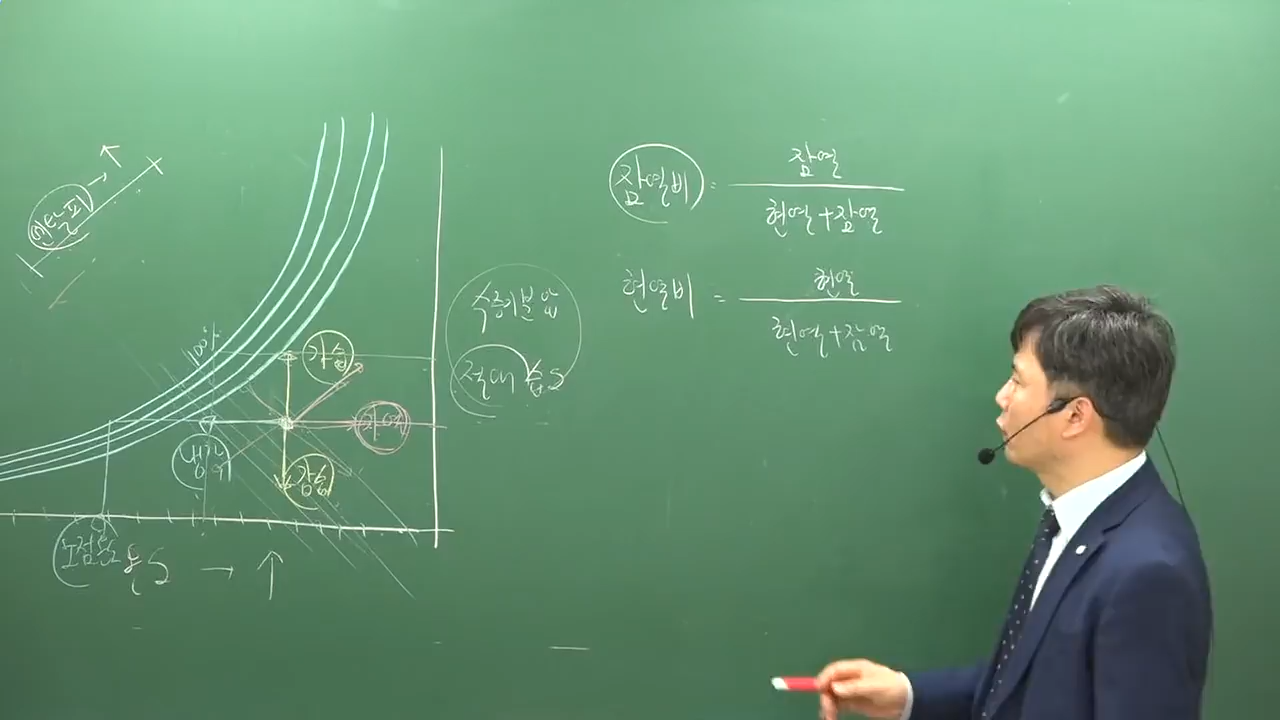 엔탈피
100%
가습
가열
냉각
감습
노점온도
온도 → ↑
수증기분압
절대습도
잠열비 = 잠열 / 현열+잠열
현열비 = 현열 / 현열+잠열